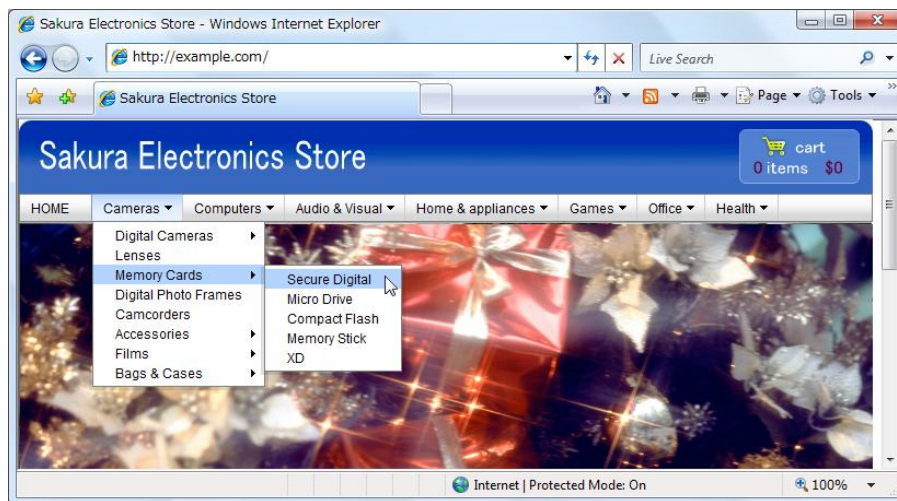 Sakura Electronics Store - Windows Internet Explorer
http://example.com/
Live Search
Sakura Electronics Store
Page Tools
Sakura Electronics Store
cart
0 items $0
HOME Cameras Computers Audio & Visual Home & appliances Games Office Health
Digital Cameras
Lenses
Memory Cards
Digital Photo Frames
Camcorders
Accessories
Films
Bags & Cases
Secure Digital
Micro Drive
Compact Flash
Memory Stick
XD
Internet | Protected Mode: On
100%